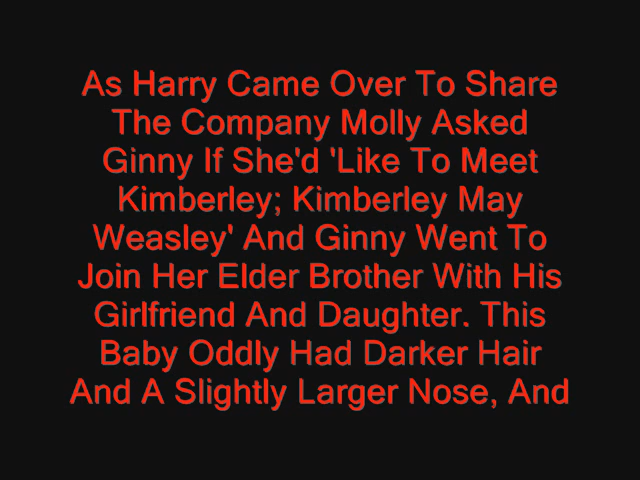 As Harry Came Over To Share
The Company Molly Asked
Ginny If She'd 'Like To Meet
Kimberley; Kimberley May
Weasley' And Ginny Went To
Join Her Elder Brother With His
Girlfriend And Daughter. This
Baby Oddly Had Darker Hair
And A Slightly Larger Nose, And